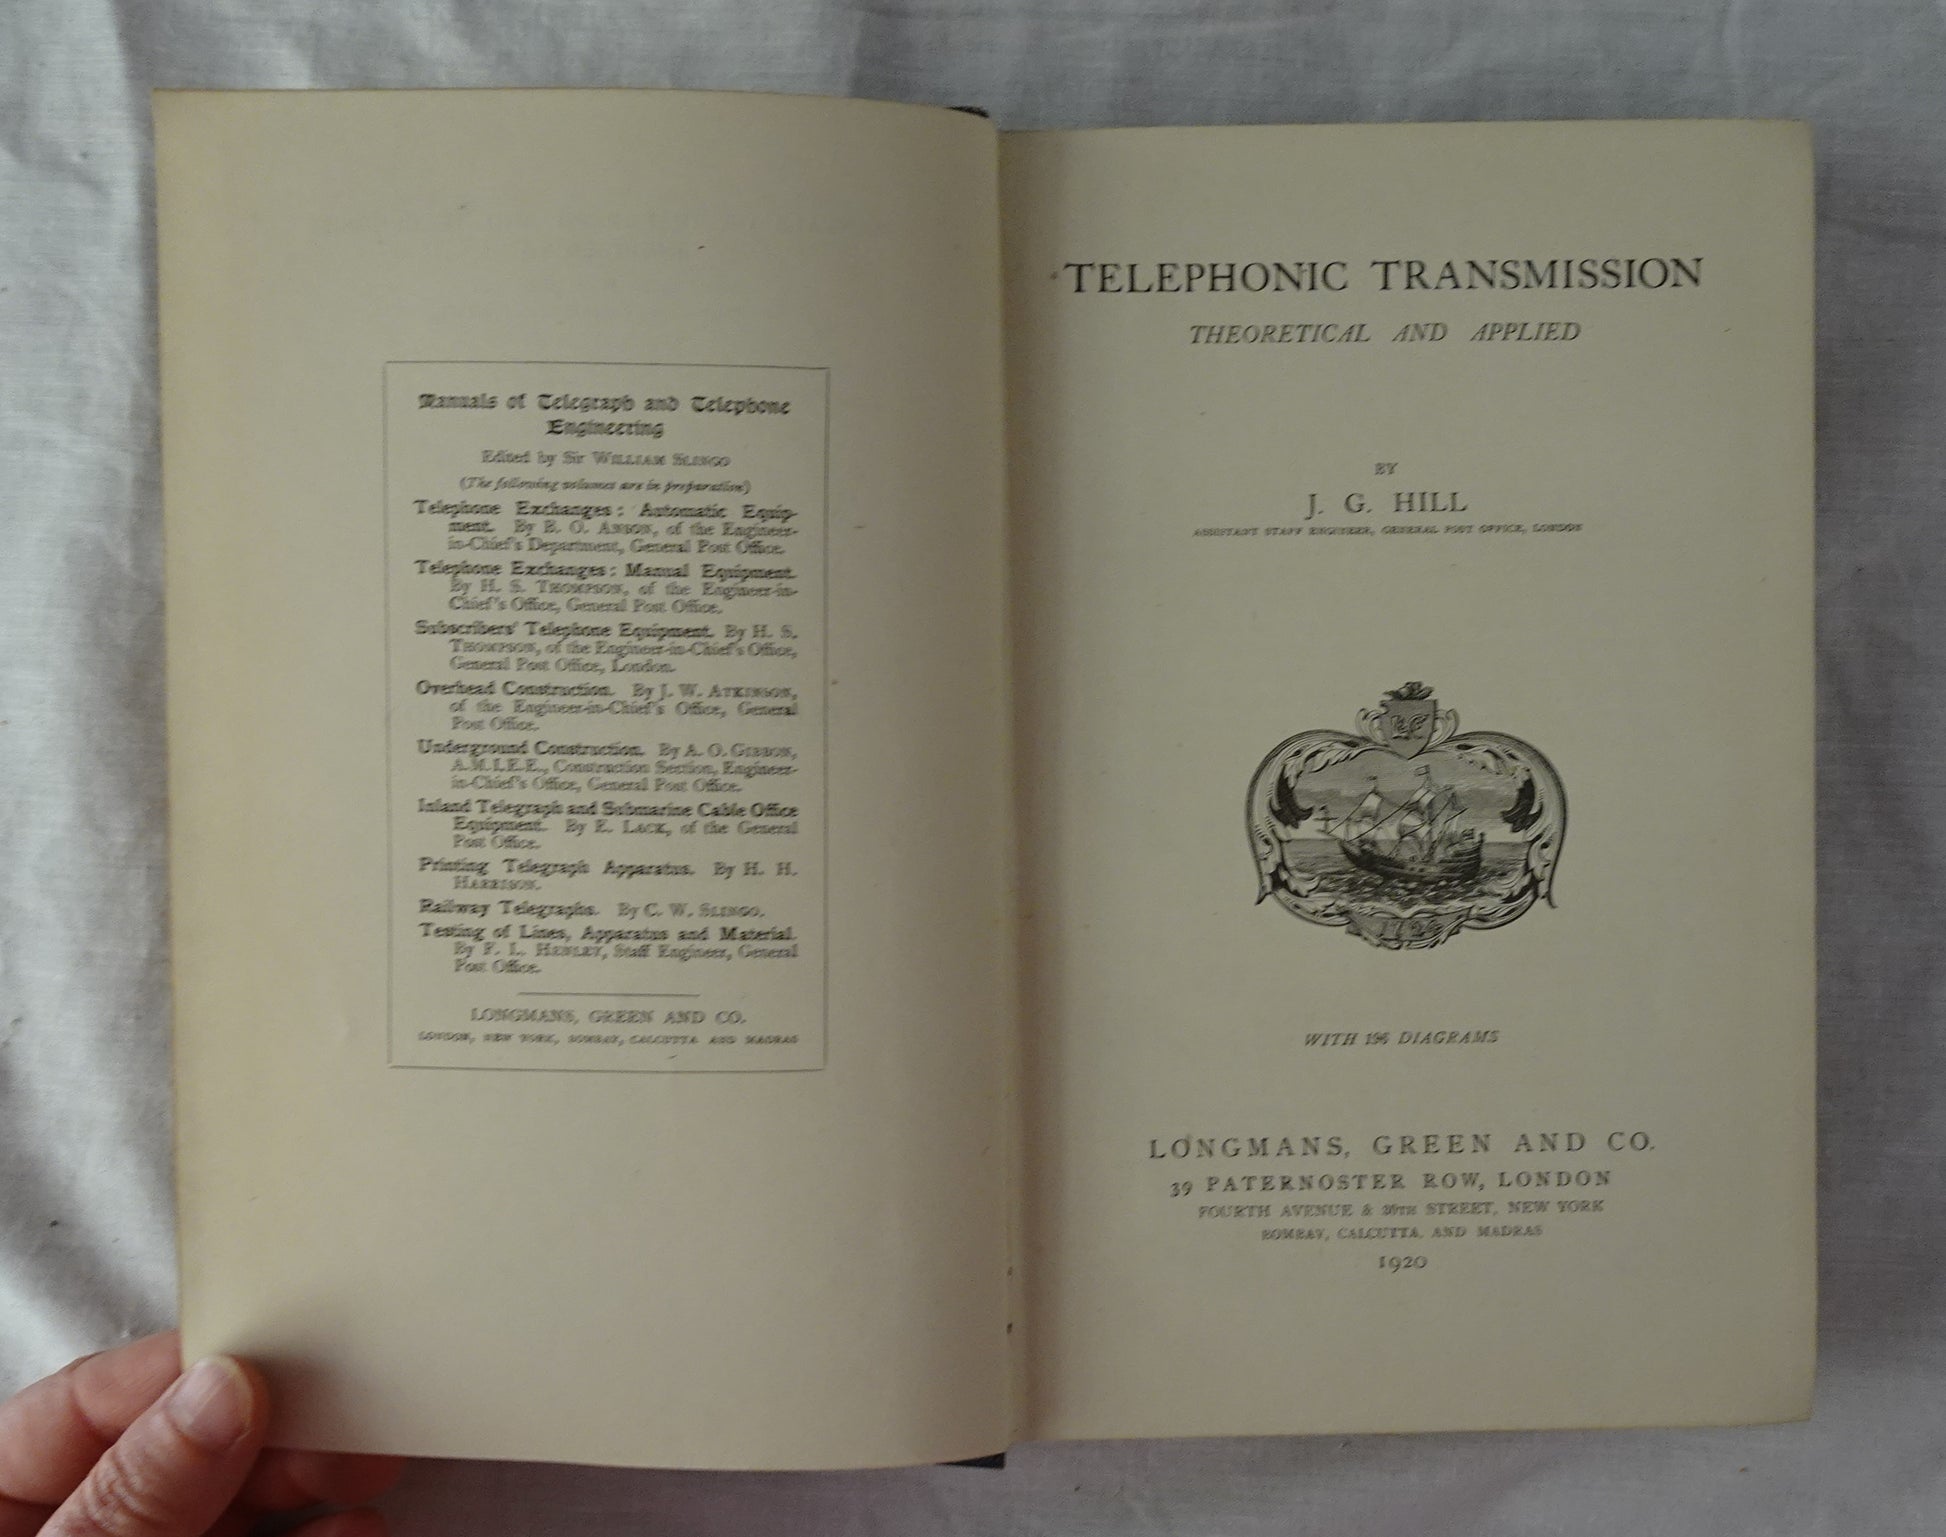 Manuals of Telegraph and Telephone
Engineering
Edited by Sir WILLIAM SLINGO
(The following volumes are in preparation)
Telephone Exchanges: Automatic Equip-
ment. By B. O. ANSON, of the Engineer-
in-Chief's Department, General Post Office.
Telephone Exchanges: Manual Equipment.
By H. S. THOMPSON, of the Engineer-in-
Chief's Office, General Post Office.
Subscribers' Telephone Equipment. By H. S.
THOMPSON, of the Engineer-in-Chief's Office,
General Post Office, London.
Overhead Construction. By J. W. ATKINSON,
of the Engineer-in-Chief's Office, General
Post Office.
Underground Construction. By A. O. GIBBON,
A.M.I.E.E., Construction Section, Engineer-
in-Chief's Office, General Post Office.
Inland Telegraph and Submarine Cable Office
Equipment. By E. LACK, of the General
Post Office.
Printing Telegraph Apparatus. By H. H.
HARRISON.
Railway Telegraphs. By C. W. SLINGO.
Testing of Lines, Apparatus and Material.
By F. L. HENLEY, Staff Engineer, General
Post Office.
LONGMANS, GREEN AND CO.
LONDON, NEW YORK, BOMBAY, CALCUTTA AND MADRAS
TELEPHONIC TRANSMISSION
THEORETICAL AND APPLIED
BY
J. G. HILL
ASSISTANT STAFF ENGINEER, GENERAL POST OFFICE, LONDON
1726
WITH 196 DIAGRAMS
LONGMANS, GREEN AND CO.
39 PATERNOSTER ROW, LONDON
FOURTH AVENUE & 30TH STREET, NEW YORK
BOMBAY, CALCUTTA, AND MADRAS
1920